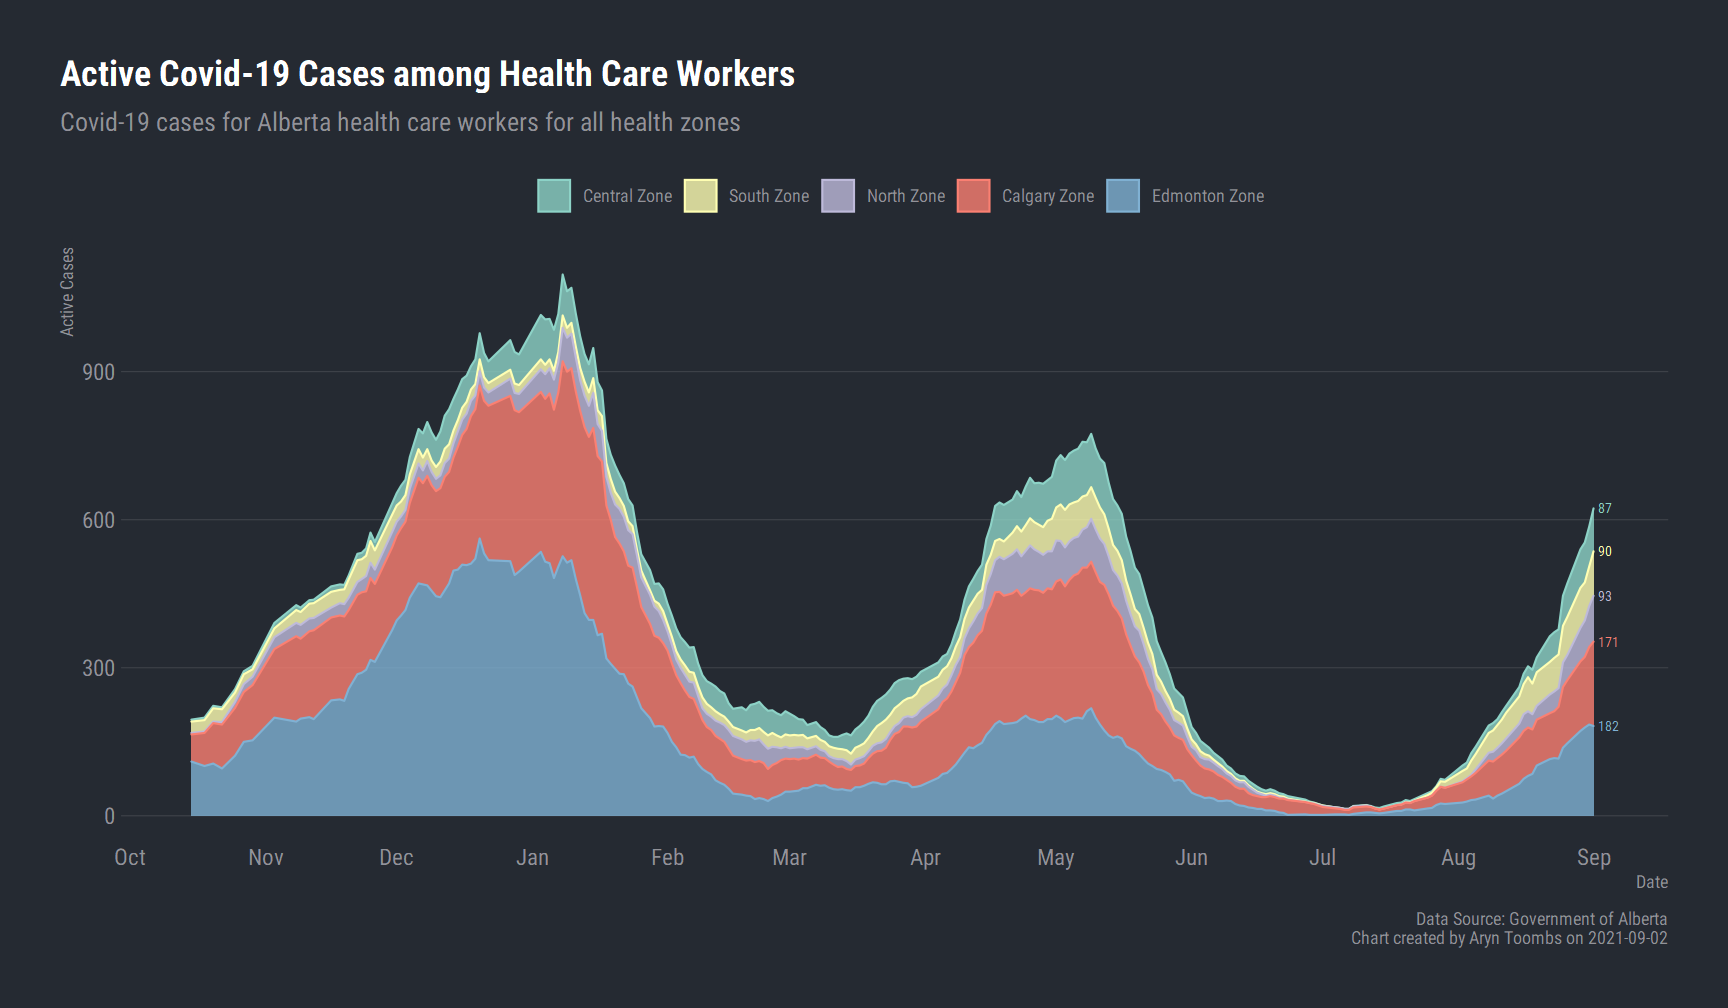 Active Covid-19 Cases among Health Care Workers
Covid-19 cases for Alberta health care workers for all health zones
Central Zone South Zone North Zone Calgary Zone Edmonton Zone
Active Cases
900
600
300
0
87
90
93
171
182
Oct Nov Dec Jan Feb Mar Apr May Jun Jul Aug Sep
Date
Data Source: Government of Alberta
Chart created by Aryn Toombs on 2021-09-02